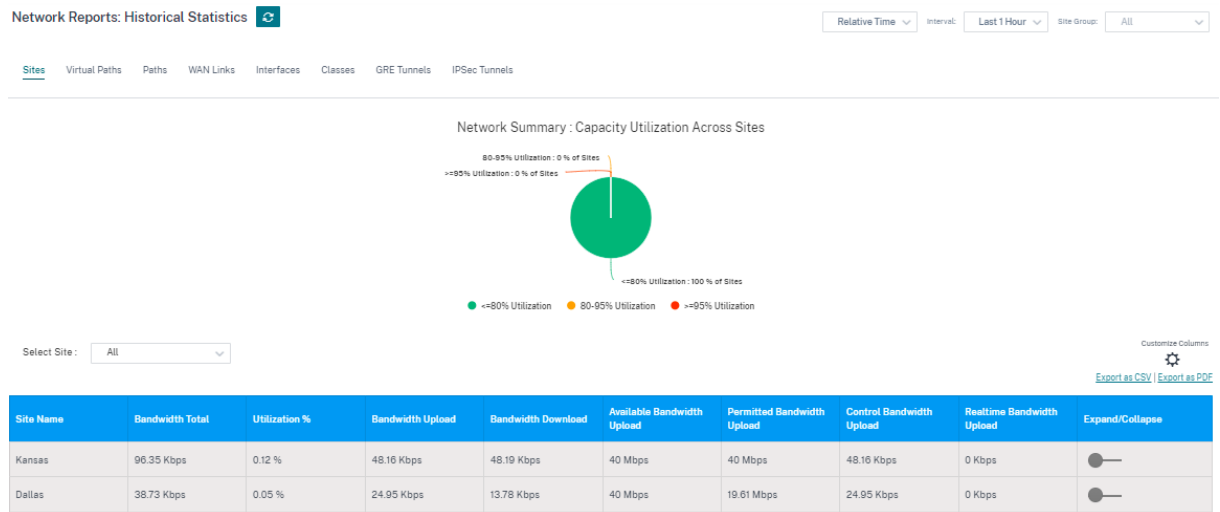 Network Reports: Historical Statistics
Relative Time Interval: Last 1 Hour Site Group: All
Sites Virtual Paths Paths WAN Links Interfaces Classes GRE Tunnels IPSec Tunnels
Network Summary : Capacity Utilization Across Sites
80-95% Utilization : 0 % of Sites
>=95% Utilization : 0 % of Sites
<=80% Utilization : 100 % of Sites
<=80% Utilization 80-95% Utilization >=95% Utilization
Customize Columns
Select Site : All
Export as CSV | Export as PDF
Site Name Bandwidth Total Utilization % Bandwidth Upload Bandwidth Download Available Bandwidth Upload Permitted Bandwidth Upload Control Bandwidth Upload Realtime Bandwidth Upload Expand/Collapse
Kansas 96.35 Kbps 0.12 % 48.16 Kbps 48.19 Kbps 40 Mbps 40 Mbps 48.16 Kbps 0 Kbps
Dallas 38.73 Kbps 0.05 % 24.95 Kbps 13.78 Kbps 40 Mbps 19.61 Mbps 24.95 Kbps 0 Kbps